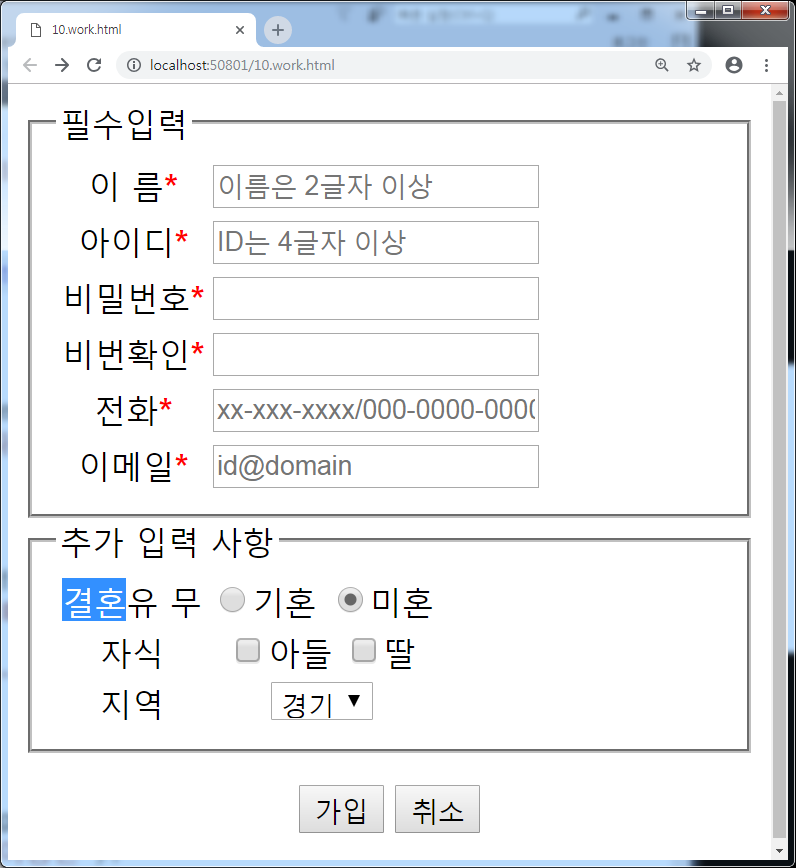 10.work.html
localhost:50801/10.work.html
필수입력
이 름* 이름은 2글자 이상
아이디* ID는 4글자 이상
비밀번호*
비번확인*
전화* xx-xxx-xxxx/000-0000-0000
이메일* id@domain
추가 입력 사항
결혼유 무 기혼 미혼
자식 아들 딸
지역 경기
가입 취소